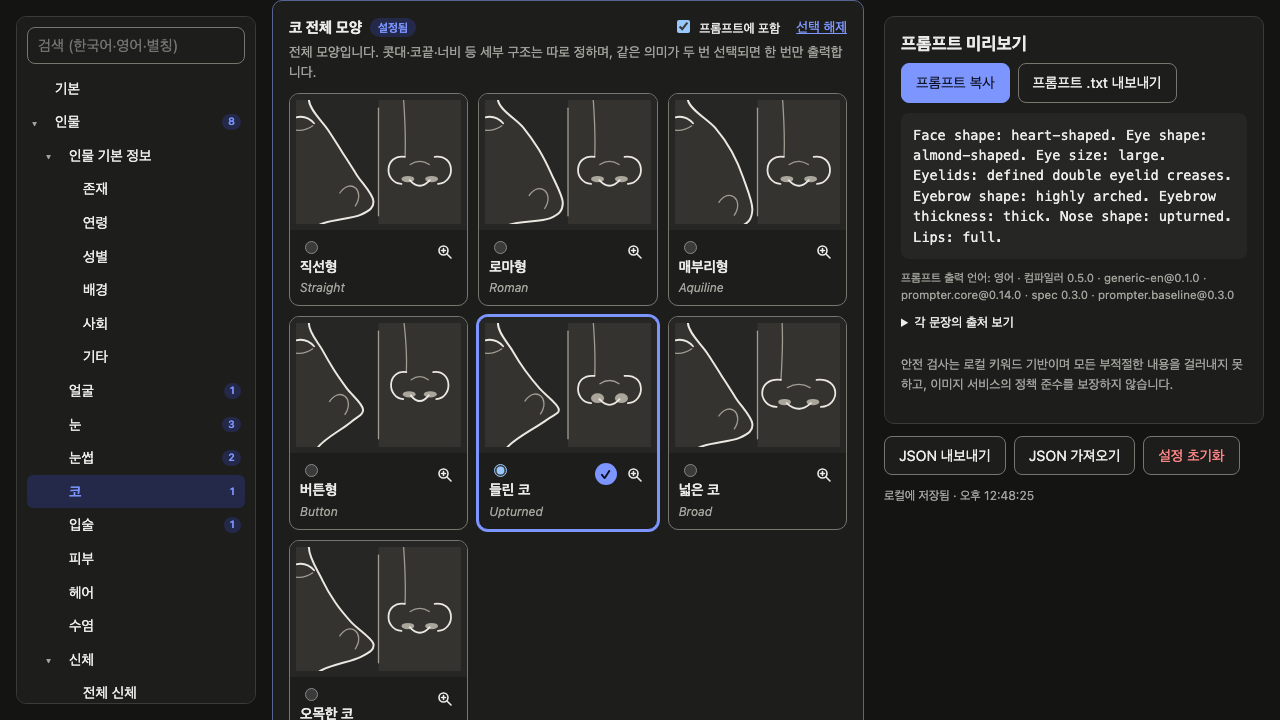 검색 (한국어·영어·별칭)
기본
인물 8
인물 기본 정보
존재
연령
성별
배경
사회
기타
얼굴 1
눈 3
눈썹 2
코 1
입술 1
피부
헤어
수염
신체
전체 신체
코 전체 모양 설정됨 프롬프트에 포함 선택 해제
전체 모양입니다. 콧대·코끝·너비 등 세부 구조는 따로 정하며, 같은 의미가 두 번 선택되면 한 번만 출력합
니다.
직선형
Straight
로마형
Roman
매부리형
Aquiline
버튼형
Button
들린 코
Upturned
넓은 코
Broad
오목한 코
프롬프트 미리보기
프롬프트 복사 프롬프트 .txt 내보내기
Face shape: heart-shaped. Eye shape:
almond-shaped. Eye size: large.
Eyelids: defined double eyelid creases.
Eyebrow shape: highly arched. Eyebrow
thickness: thick. Nose shape: upturned.
Lips: full.
프롬프트 출력 언어: 영어 · 컴파일러 0.5.0 · generic-en@0.1.0 ·
prompter.core@0.14.0 · spec 0.3.0 · prompter.baseline@0.3.0
각 문장의 출처 보기
안전 검사는 로컬 키워드 기반이며 모든 부적절한 내용을 걸러내지 못
하고, 이미지 서비스의 정책 준수를 보장하지 않습니다.
JSON 내보내기 JSON 가져오기 설정 초기화
로컬에 저장됨 · 오후 12:48:25